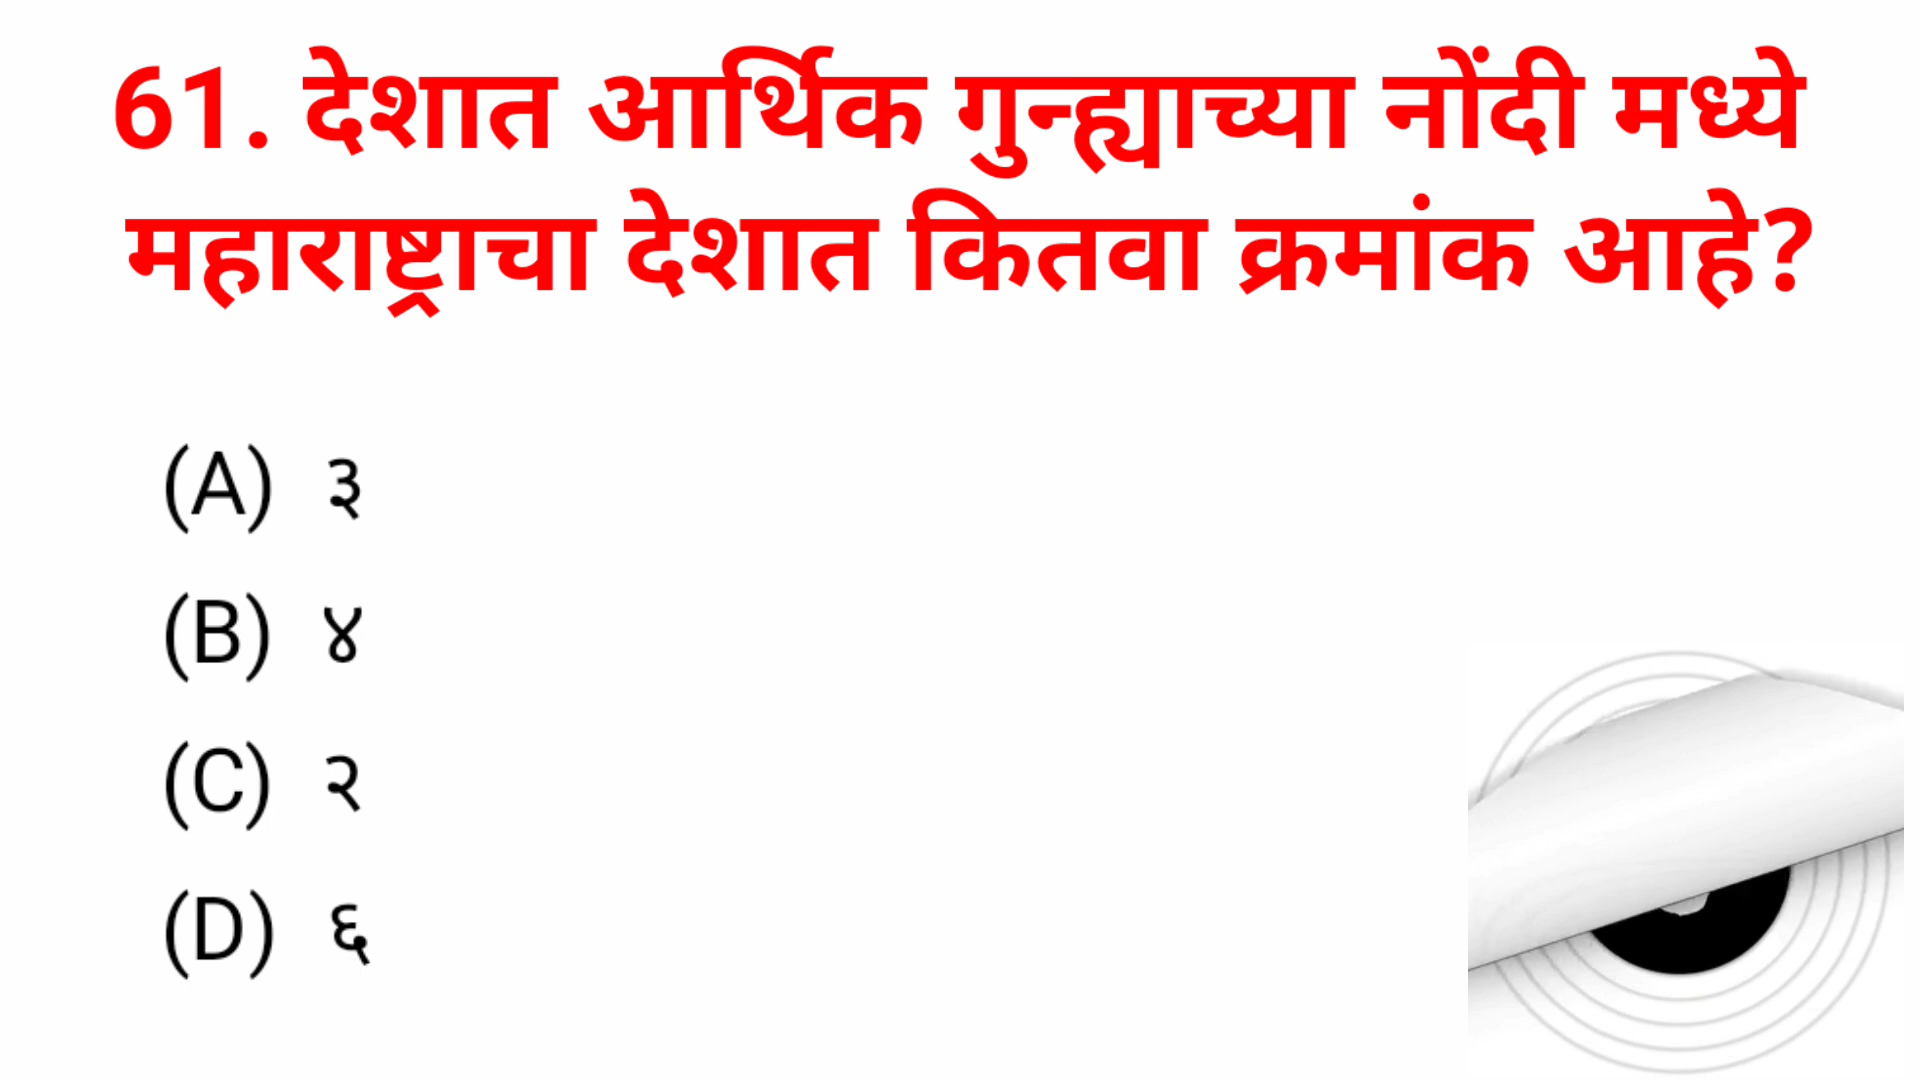 61. देशात आर्थिक गुन्ह्याच्या नोंदी मध्ये
महाराष्ट्राचा देशात कितवा क्रमांक आहे?
(A) ३
(B) ४
(C) २
(D) ६